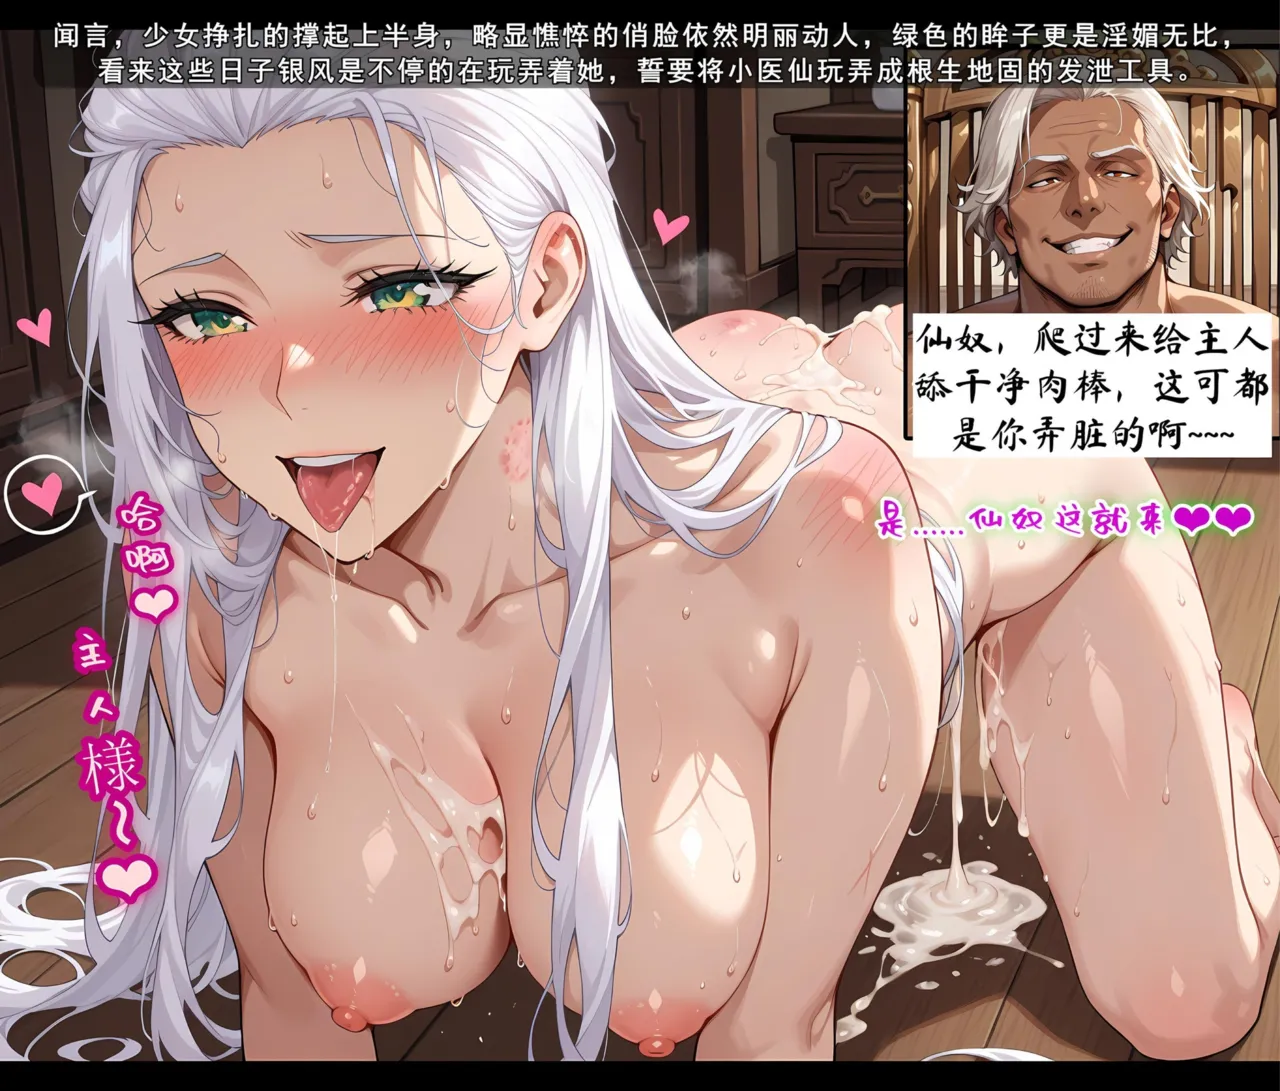 闻言，少女挣扎的撑起上半身，略显憔悴的俏脸依然明丽动人，绿色的眸子更是淫媚无比，
看来这些日子银风是不停的在玩弄着她，誓要将小医仙玩弄成根生地固的发泄工具。
仙奴，爬过来给主人
舔干净肉棒，这可都
是你弄脏的啊~~~
是……仙奴这就来❤❤
哈啊❤
主人様～❤